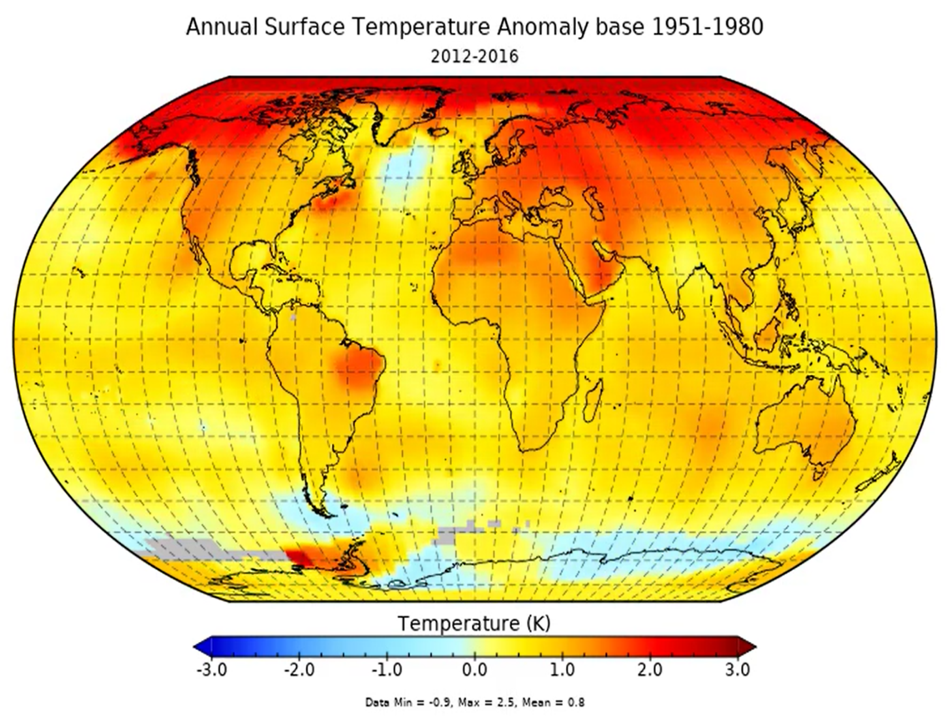 Annual Surface Temperature Anomaly base 1951-1980
2012-2016
Temperature (K)
-3.0 -2.0 -1.0 0.0 1.0 2.0 3.0
Data Min = -0.9, Max = 2.5, Mean = 0.8